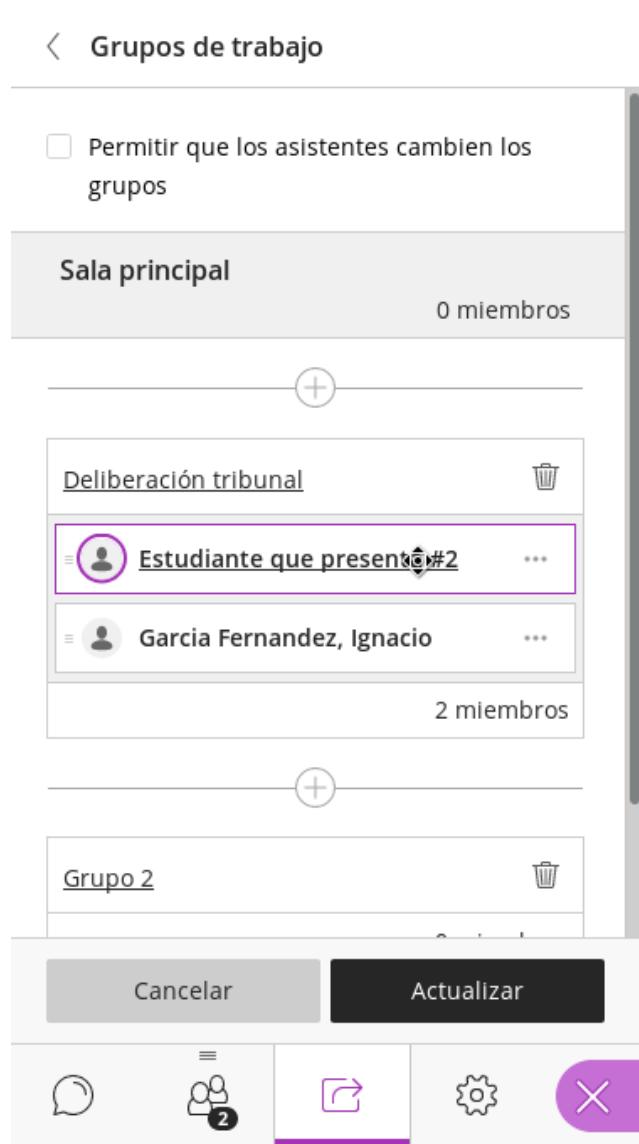 Grupos de trabajo
Permitir que los asistentes cambien los
grupos
Sala principal
0 miembros
Deliberación tribunal
Estudiante que presenta #2
Garcia Fernandez, Ignacio
2 miembros
Grupo 2
Cancelar
Actualizar
2